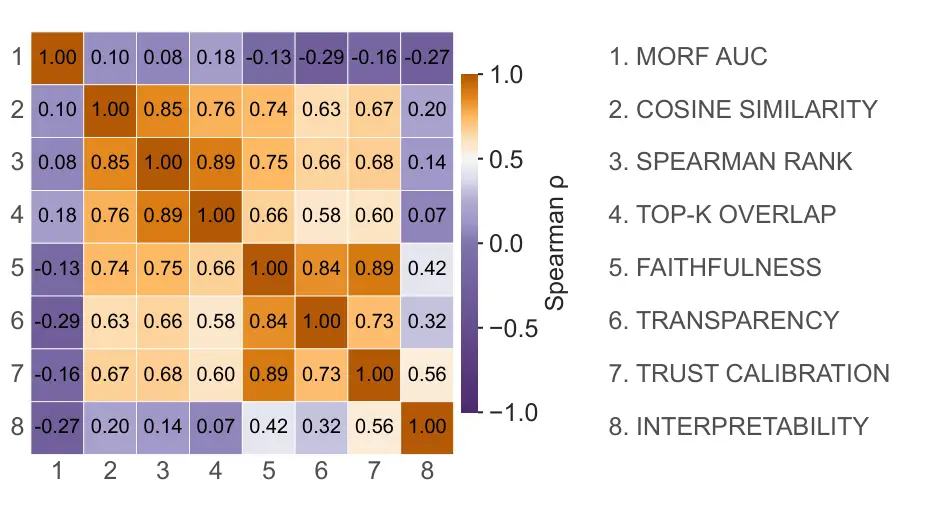 1 1.00 0.10 0.08 0.18 -0.13 -0.29 -0.16 -0.27
2 0.10 1.00 0.85 0.76 0.74 0.63 0.67 0.20
3 0.08 0.85 1.00 0.89 0.75 0.66 0.68 0.14
4 0.18 0.76 0.89 1.00 0.66 0.58 0.60 0.07
5 -0.13 0.74 0.75 0.66 1.00 0.84 0.89 0.42
6 -0.29 0.63 0.66 0.58 0.84 1.00 0.73 0.32
7 -0.16 0.67 0.68 0.60 0.89 0.73 1.00 0.56
8 -0.27 0.20 0.14 0.07 0.42 0.32 0.56 1.00
1 2 3 4 5 6 7 8
1.0
0.5
0.0
−0.5
−1.0
Spearman ρ
1. MORF AUC
2. COSINE SIMILARITY
3. SPEARMAN RANK
4. TOP-K OVERLAP
5. FAITHFULNESS
6. TRANSPARENCY
7. TRUST CALIBRATION
8. INTERPRETABILITY